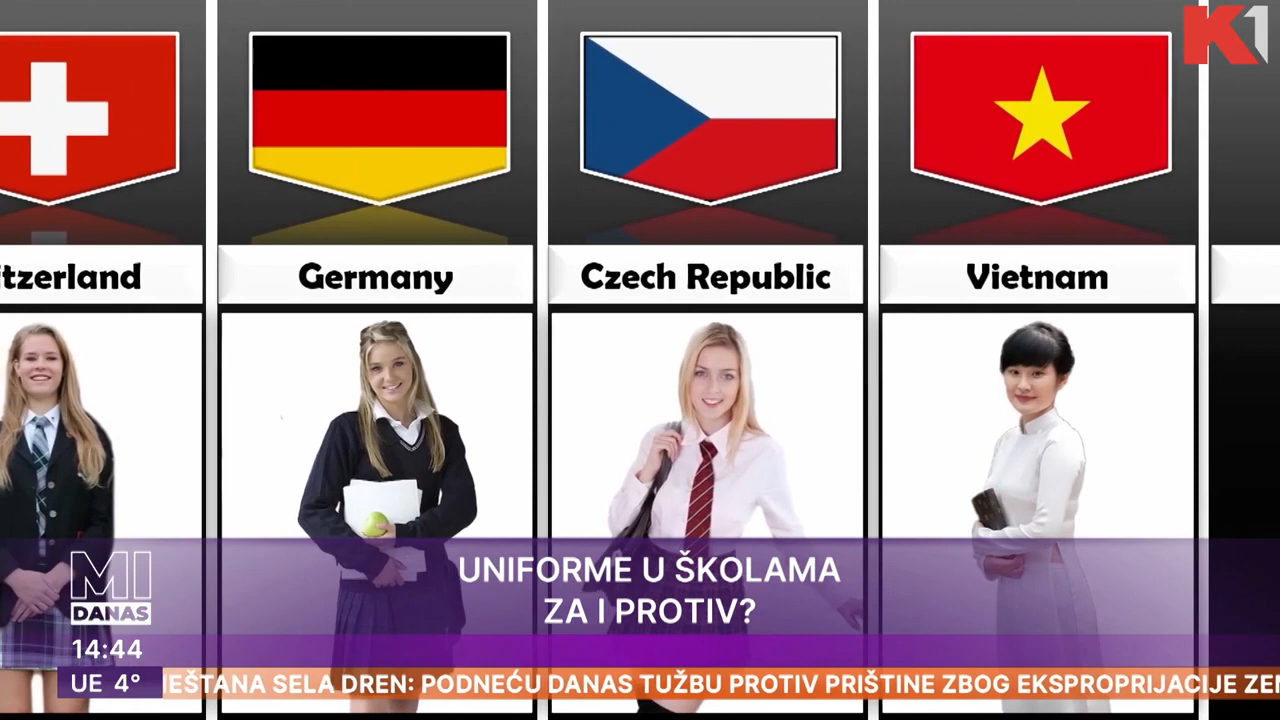 K1
itzerland
Germany
Czech Republic
Vietnam
UNIFORME U ŠKOLAMA
ZA I PROTIV?
MI
DANAS
14:44
UE 4°
EŠTANA SELA DREN: PODNEĆU DANAS TUŽBU PROTIV PRIŠTINE ZBOG EKSPROPRIJACIJE ZE